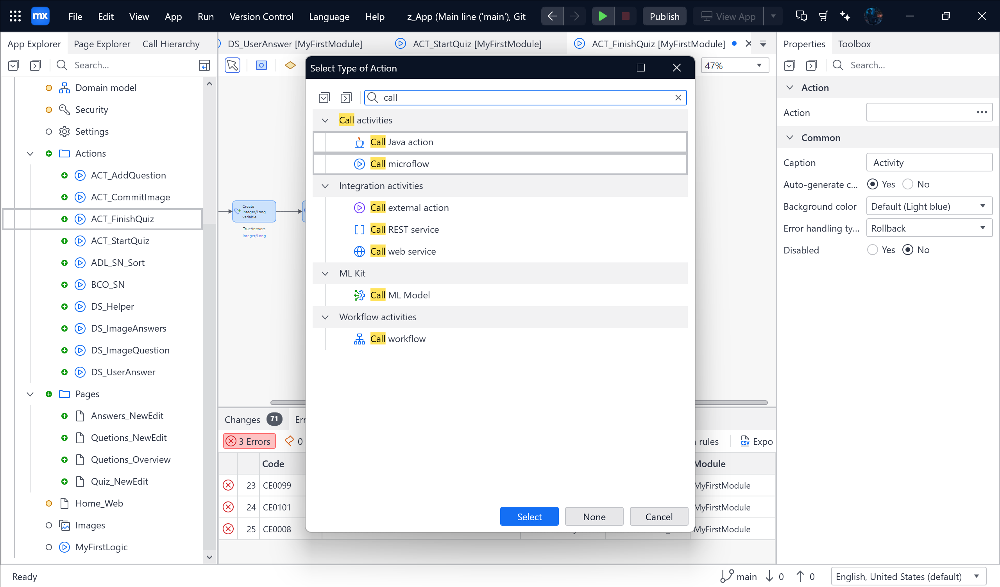 mx File Edit View App Run Version Control Language Help z_App (Main line ('main'), Git Publish View App
App Explorer Page Explorer Call Hierarchy
Search...
Domain model
Security
Settings
Actions
ACT_AddQuestion
ACT_CommitImage
ACT_FinishQuiz
ACT_StartQuiz
ADL_SN_Sort
BCO_SN
DS_Helper
DS_ImageAnswers
DS_ImageQuestion
DS_UserAnswer
Pages
Answers_NewEdit
Quetions_NewEdit
Quetions_Overview
Quiz_NewEdit
Home_Web
Images
MyFirstLogic
DS_UserAnswer [MyFirstModule] ACT_StartQuiz [MyFirstModule] ACT_FinishQuiz [MyFirstModule]
47%
Create
Integer/Long
variable
TrueAnswers
Integer/Long
Select Type of Action
call
Call activities
Call Java action
Call microflow
Integration activities
Call external action
Call REST service
Call web service
ML Kit
Call ML Model
Workflow activities
Call workflow
Select None Cancel
Changes 71
3 Errors 0 rules
Code Module
23 CE0099 MyFirstModule
24 CE0101 MyFirstModule
25 CE0008 MyFirstModule
Properties Toolbox
Search...
Action
Action
Common
Caption Activity
Auto-generate c... Yes No
Background color Default (Light blue)
Error handling ty... Rollback
Disabled Yes No
Ready main 0 0 English, United States (default)